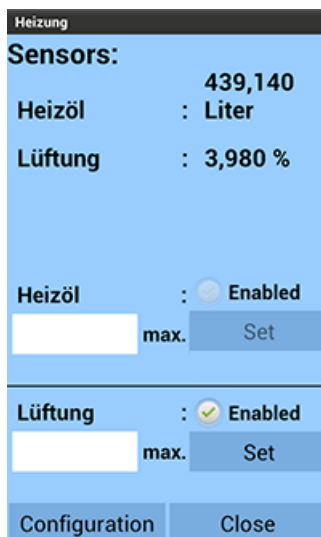 Heizung
Sensors:
439,140
Heizöl : Liter
Lüftung : 3,980 %
Heizöl : Enabled
max. Set
Lüftung : Enabled
max. Set
Configuration Close